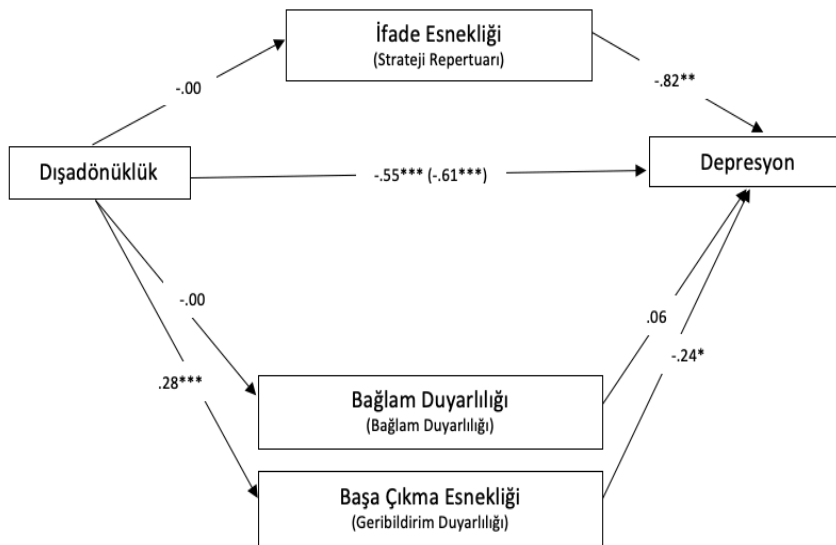 İfade Esnekliği
(Strateji Repertuarı)
-.00
-.82**
Dışadönüklük
-.55*** (-.61***)
Depresyon
-.00
.06
.28***
-.24*
Bağlam Duyarlılığı
(Bağlam Duyarlılığı)
Başa Çıkma Esnekliği
(Geribildirim Duyarlılığı)